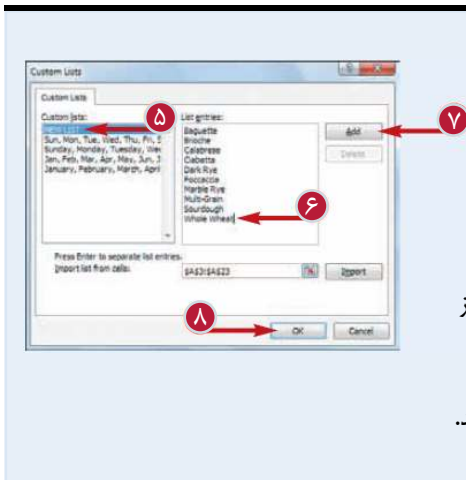 Custom Lists
Custom Lists
Custom lists:
NEW LIST
Sun, Mon, Tue, Wed, Thu, Fri, S
Sunday, Monday, Tuesday, Wed
Jan, Feb, Mar, Apr, May, Jun, J
January, February, March, April
۵
List entries:
Baguette
Brioche
Calabrese
Ciabatta
Dark Rye
Foccaccio
Marble Rye
Multi-Grain
Sourdough
Whole Wheat
۶
Add
۷
Delete
Press Enter to separate list entries.
Import list from cells:
$A$3:$A$23
Import
۸
OK
Cancel